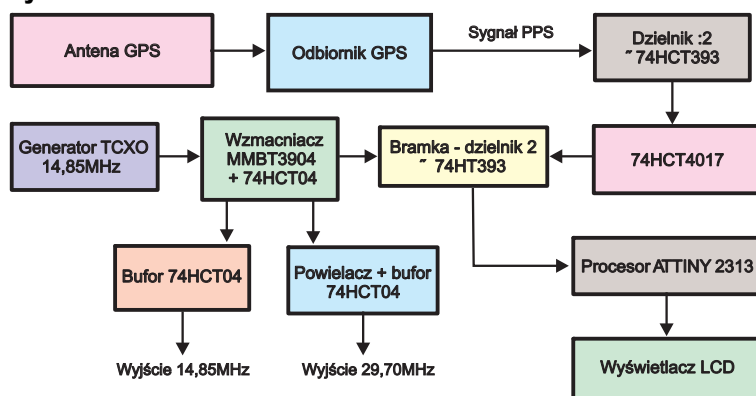 Antena GPS
Odbiornik GPS
Sygnał PPS
Dzielnik :2
˝ 74HCT393
Generator TCXO
14,85MHz
Wzmacniacz
MMBT3904
+ 74HCT04
Bramka - dzielnik 2
˝ 74HT393
74HCT4017
Bufor 74HCT04
Powielacz + bufor
74HCT04
Procesor ATTINY 2313
Wyjście 14,85MHz
Wyjście 29,70MHz
Wyświetlacz LCD